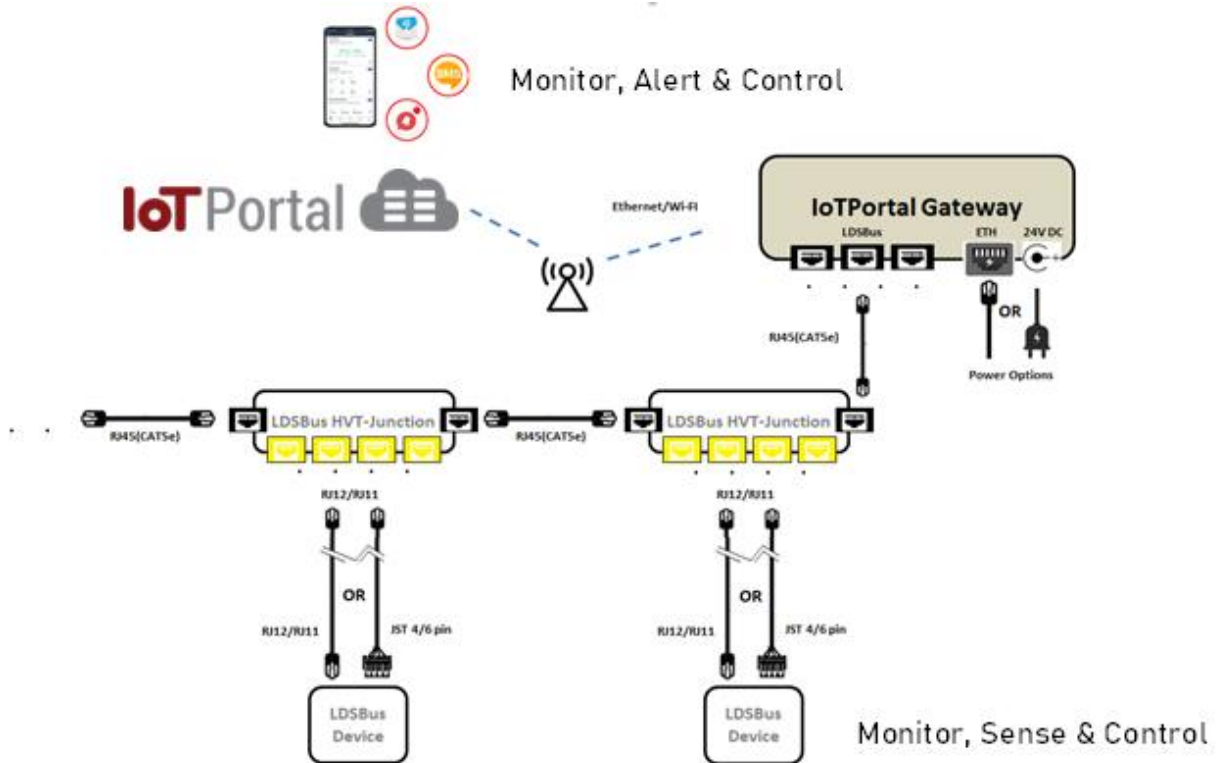 SMS
Monitor, Alert & Control
IoT Portal
Ethernet/Wi-Fi
IoTPortal Gateway
LDSBus
ETH
24V DC
RJ45(CAT5e)
OR
Power Options
LDSBus HVT-Junction
LDSBus HVT-Junction
RJ45(CAT5e)
RJ45(CAT5e)
RJ12/RJ11
RJ12/RJ11
OR
OR
RJ12/RJ11
JST 4/6 pin
RJ12/RJ11
JST 4/6 pin
LDSBus
Device
LDSBus
Device
Monitor, Sense & Control